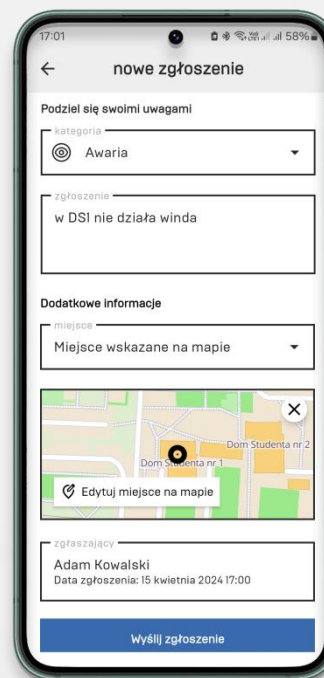 17:01
58%
nowe zgłoszenie
Podziel się swoimi uwagami
kategoria
Awaria
zgłoszenie
w DS1 nie działa winda
Dodatkowe informacje
miejsce
Miejsce wskazane na mapie
Dom Studenta nr 2
Dom Studenta nr 1
Edytuj miejsce na mapie
zgłaszający
Adam Kowalski
Data zgłoszenia: 15 kwietnia 2024 17:00
Wyślij zgłoszenie